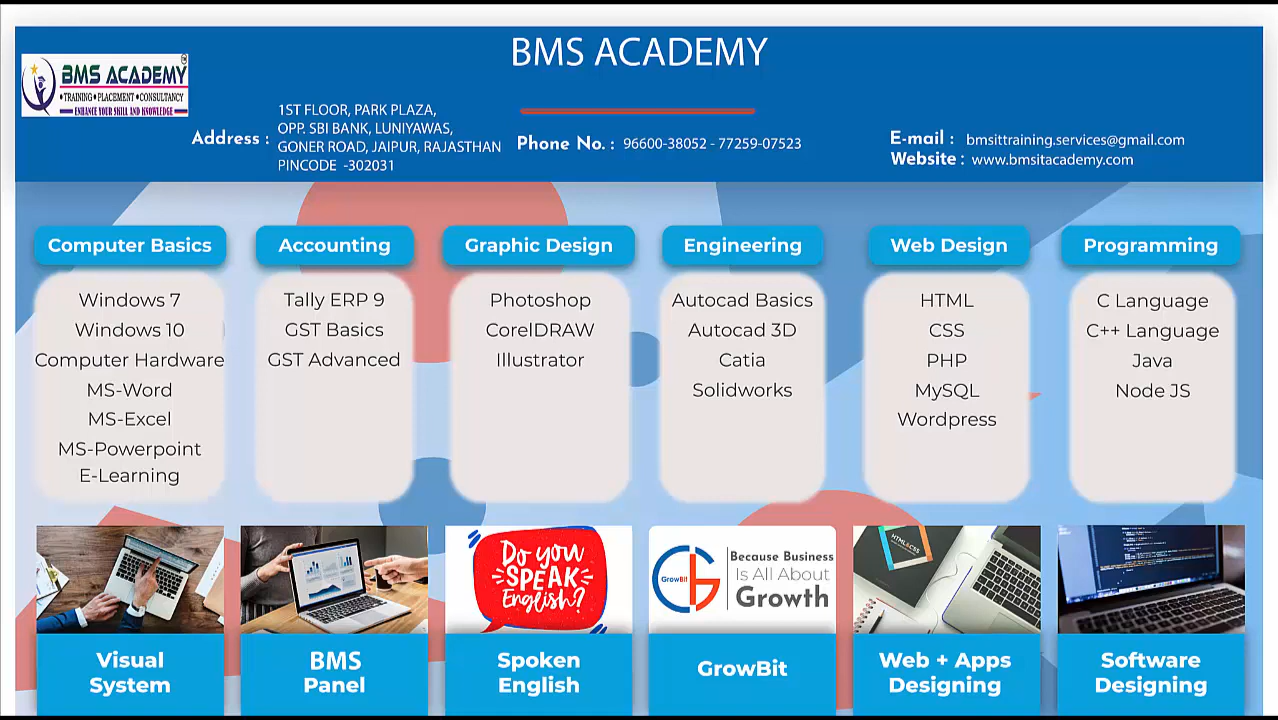 BMS ACADEMY
BMS ACADEMY
• TRAINING • PLACEMENT • CONSULTANCY
ENHANCE YOUR SKILL AND KNOWLEDGE
Address :
1ST FLOOR, PARK PLAZA,
OPP. SBI BANK, LUNIYAWAS,
GONER ROAD, JAIPUR, RAJASTHAN
PINCODE -302031
Phone No. : 96600-38052 - 77259-07523
E-mail : bmsittraining.services@gmail.com
Website : www.bmsitacademy.com
Computer Basics
Windows 7
Windows 10
Computer Hardware
MS-Word
MS-Excel
MS-Powerpoint
E-Learning
Accounting
Tally ERP 9
GST Basics
GST Advanced
Graphic Design
Photoshop
CorelDRAW
Illustrator
Engineering
Autocad Basics
Autocad 3D
Catia
Solidworks
Web Design
HTML
CSS
PHP
MySQL
Wordpress
Programming
C Language
C++ Language
Java
Node JS
Visual
System
BMS
Panel
Do you
SPEAK
English?
Spoken
English
GrowBit
Because Business
Is All About
Growth
GrowBit
HTML&CSS
Web + Apps
Designing
Software
Designing